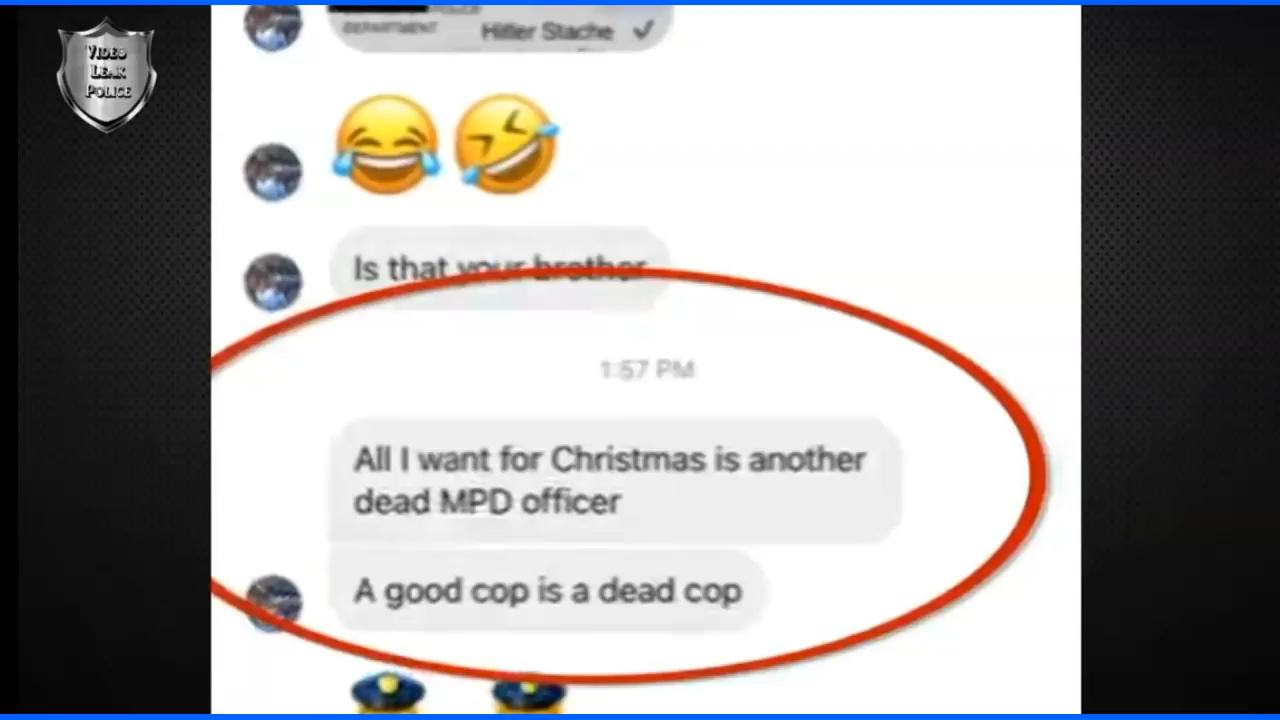 VIDEO
LEAK
POLICE
DEPARTMENT
Hitler Stache ✓
Is that your brother
1:57 PM
All I want for Christmas is another
dead MPD officer
A good cop is a dead cop